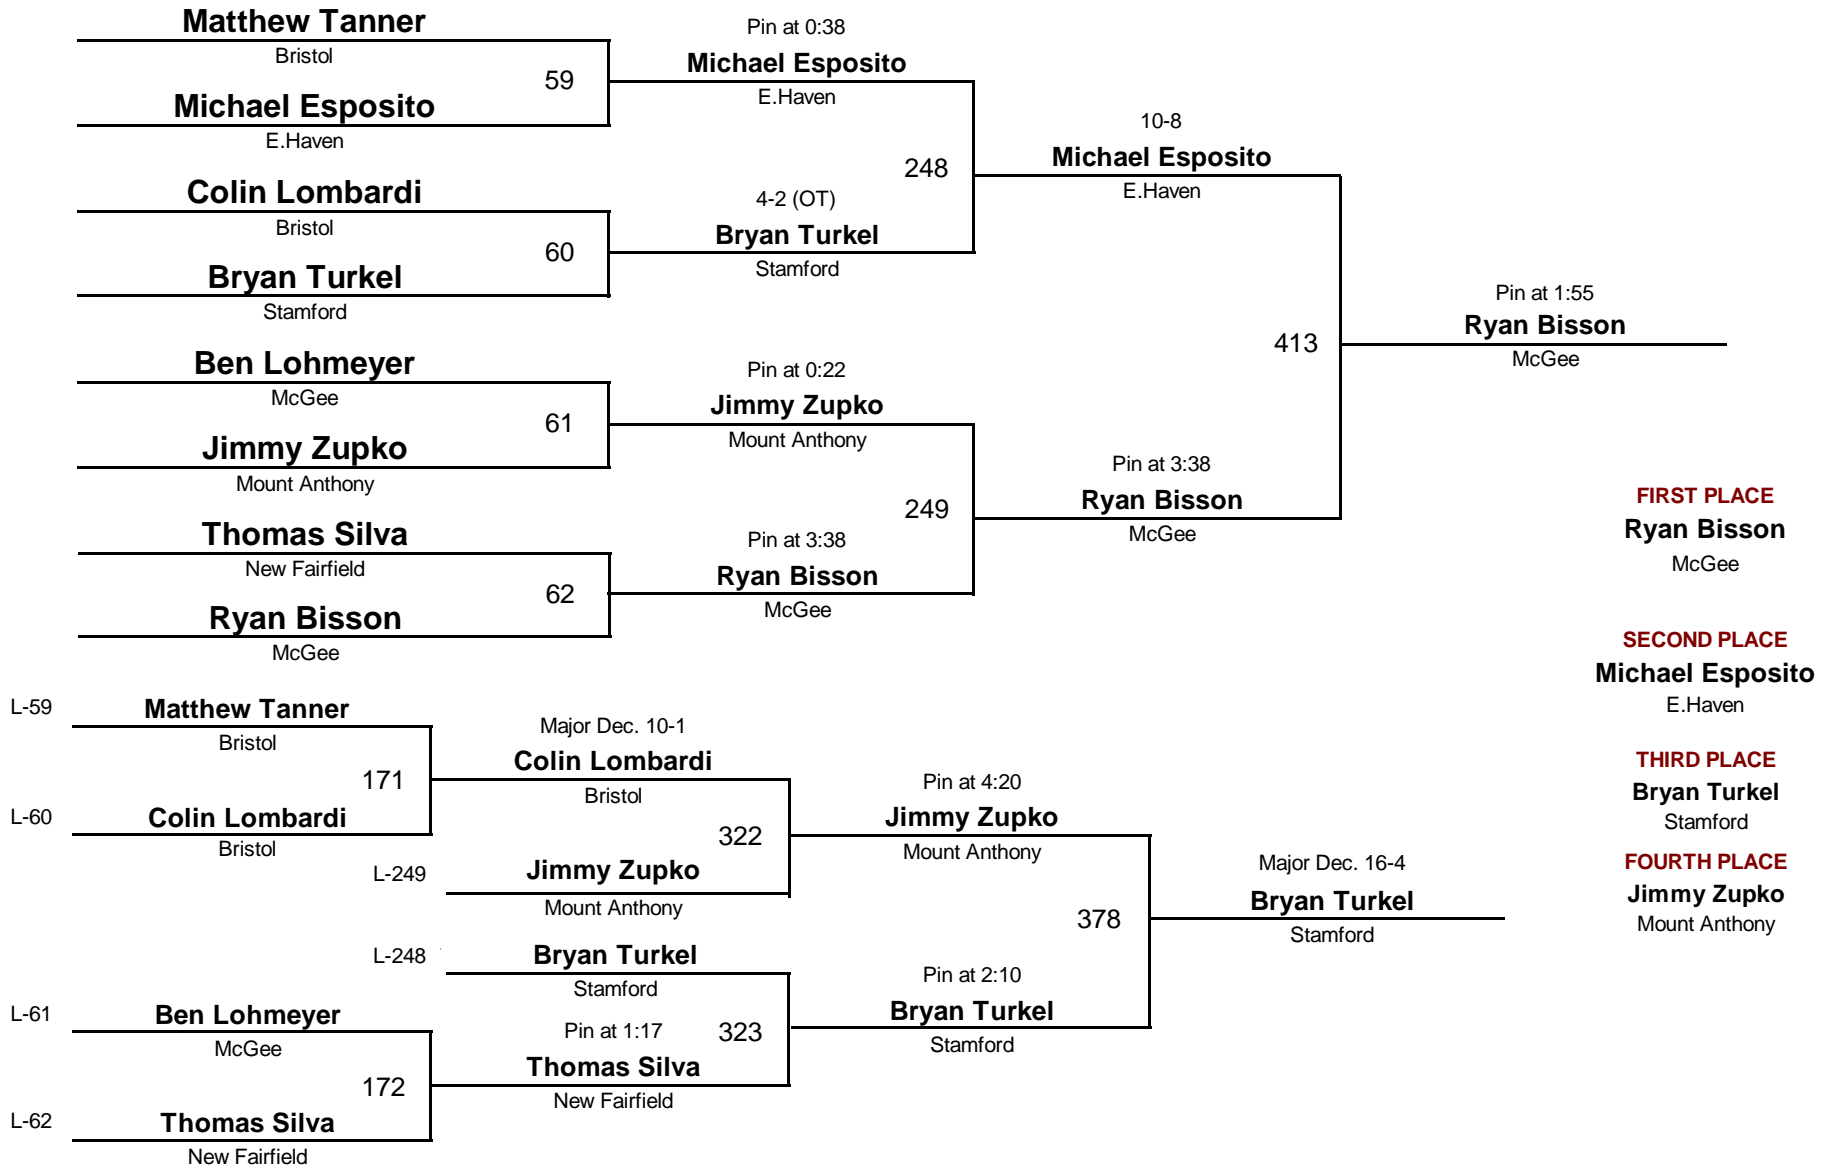 Matthew Tanner
Bristol
59
Michael Esposito
E.Haven
Pin at 0:38
Michael Esposito
E.Haven
Colin Lombardi
Bristol
60
Bryan Turkel
Stamford
4-2 (OT)
Bryan Turkel
Stamford
248
10-8
Michael Esposito
E.Haven
Ben Lohmeyer
McGee
61
Jimmy Zupko
Mount Anthony
Pin at 0:22
Jimmy Zupko
Mount Anthony
Thomas Silva
New Fairfield
62
Ryan Bisson
McGee
Pin at 3:38
Ryan Bisson
McGee
249
Pin at 3:38
Ryan Bisson
McGee
413
Pin at 1:55
Ryan Bisson
McGee
FIRST PLACE
Ryan Bisson
McGee
SECOND PLACE
Michael Esposito
E.Haven
THIRD PLACE
Bryan Turkel
Stamford
FOURTH PLACE
Jimmy Zupko
Mount Anthony
L-59
Matthew Tanner
Bristol
171
L-60
Colin Lombardi
Bristol
Major Dec. 10-1
Colin Lombardi
Bristol
322
L-249
Jimmy Zupko
Mount Anthony
Pin at 4:20
Jimmy Zupko
Mount Anthony
L-248
Bryan Turkel
Stamford
L-61
Ben Lohmeyer
McGee
172
L-62
Thomas Silva
New Fairfield
Pin at 1:17
323
Thomas Silva
New Fairfield
Pin at 2:10
Bryan Turkel
Stamford
378
Major Dec. 16-4
Bryan Turkel
Stamford